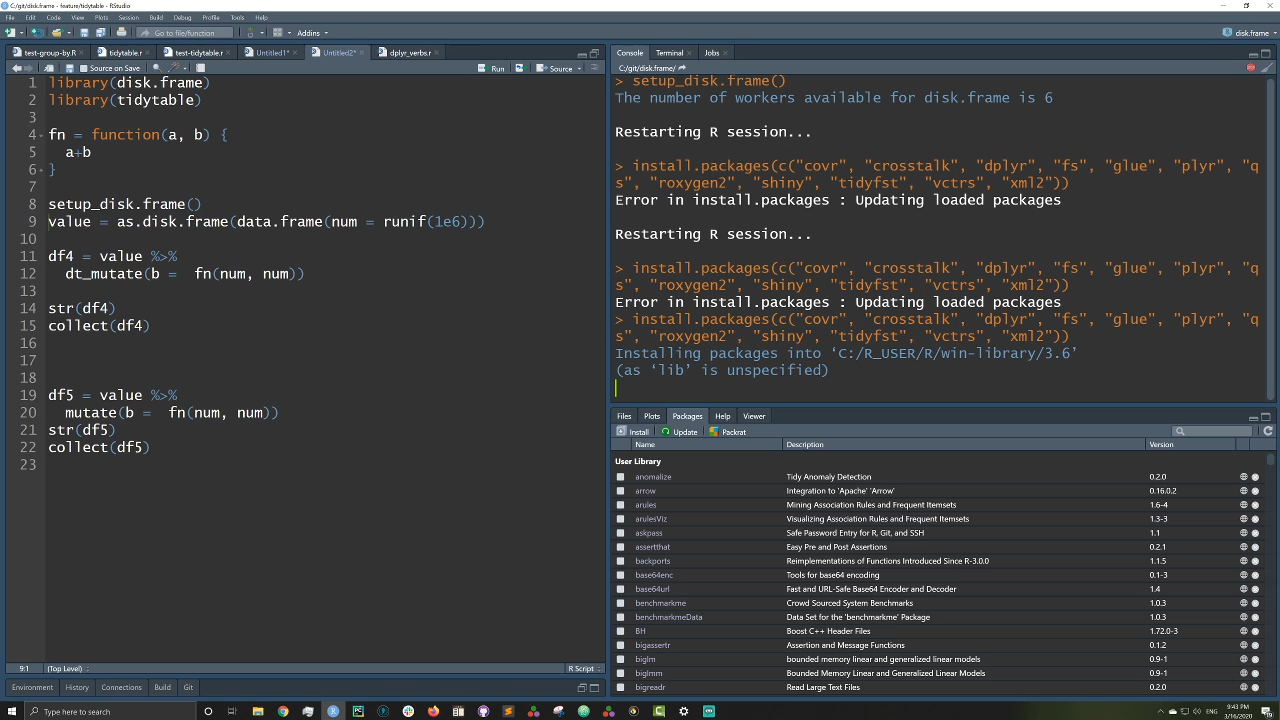 C:/git/disk.frame - feature/tidytable - RStudio
File Edit Code View Plots Session Build Debug Profile Tools Help
Go to file/function Addins disk.frame
test-group-by.R tidytable.r test-tidytable.r Untitled1* Untitled2* dplyr_verbs.r
Source on Save Run Source
1 library(disk.frame)
2 library(tidytable)
3
4 fn = function(a, b) {
5 a+b
6 }
7
8 setup_disk.frame()
9 value = as.disk.frame(data.frame(num = runif(1e6)))
10
11 df4 = value %>%
12 dt_mutate(b =  fn(num, num))
13
14 str(df4)
15 collect(df4)
16
17
18
19 df5 = value %>%
20 mutate(b =  fn(num, num))
21 str(df5)
22 collect(df5)
23
9:1 (Top Level) R Script
Environment History Connections Build Git
Console Terminal Jobs
C:/git/disk.frame/
> setup_disk.frame()
The number of workers available for disk.frame is 6
Restarting R session...
> install.packages(c("covr", "crosstalk", "dplyr", "fs", "glue", "plyr", "q
s", "roxygen2", "shiny", "tidyfst", "vctrs", "xml2"))
Error in install.packages : Updating loaded packages
Restarting R session...
> install.packages(c("covr", "crosstalk", "dplyr", "fs", "glue", "plyr", "q
s", "roxygen2", "shiny", "tidyfst", "vctrs", "xml2"))
Error in install.packages : Updating loaded packages
> install.packages(c("covr", "crosstalk", "dplyr", "fs", "glue", "plyr", "q
s", "roxygen2", "shiny", "tidyfst", "vctrs", "xml2"))
Installing packages into ‘C:/R_USER/R/win-library/3.6’
(as ‘lib’ is unspecified)
Files Plots Packages Help Viewer
Install Update Packrat
Name Description Version
User Library
anomalize Tidy Anomaly Detection 0.2.0
arrow Integration to 'Apache' 'Arrow' 0.16.0.2
arules Mining Association Rules and Frequent Itemsets 1.6-4
arulesViz Visualizing Association Rules and Frequent Itemsets 1.3-3
askpass Safe Password Entry for R, Git, and SSH 1.1
assertthat Easy Pre and Post Assertions 0.2.1
backports Reimplementations of Functions Introduced Since R-3.0.0 1.1.5
base64enc Tools for base64 encoding 0.1-3
base64url Fast and URL-Safe Base64 Encoder and Decoder 1.4
benchmarkme Crowd Sourced System Benchmarks 1.0.3
benchmarkmeData Data Set for the 'benchmarkme' Package 1.0.3
BH Boost C++ Header Files 1.72.0-3
bigassertr Assertion and Message Functions 0.1.2
biglm bounded memory linear and generalized linear models 0.9-1
biglmm Bounded Memory Linear and Generalized Linear Models 0.9-1
bigreadr Read Large Text Files 0.2.0
Type here to search
9:43 PM
3/16/2020